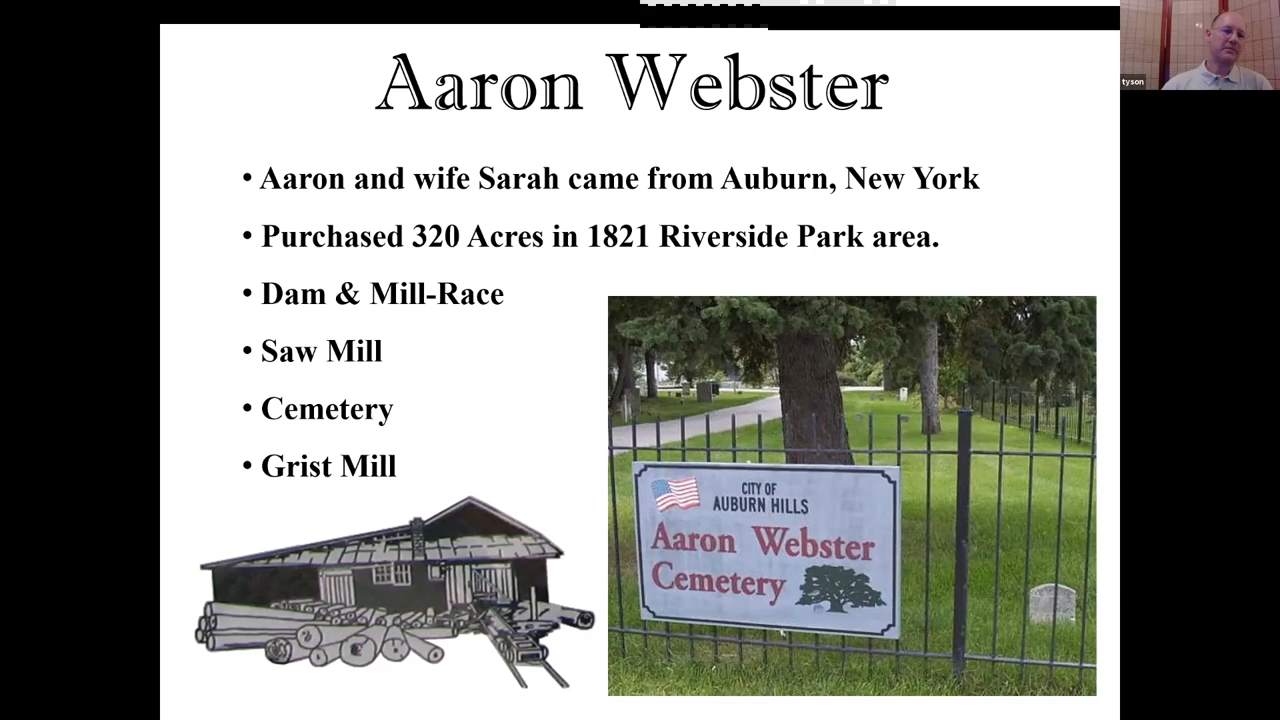 Aaron Webster
tyson
• Aaron and wife Sarah came from Auburn, New York
• Purchased 320 Acres in 1821 Riverside Park area.
• Dam & Mill-Race
• Saw Mill
• Cemetery
• Grist Mill
CITY OF
AUBURN HILLS
Aaron Webster
Cemetery